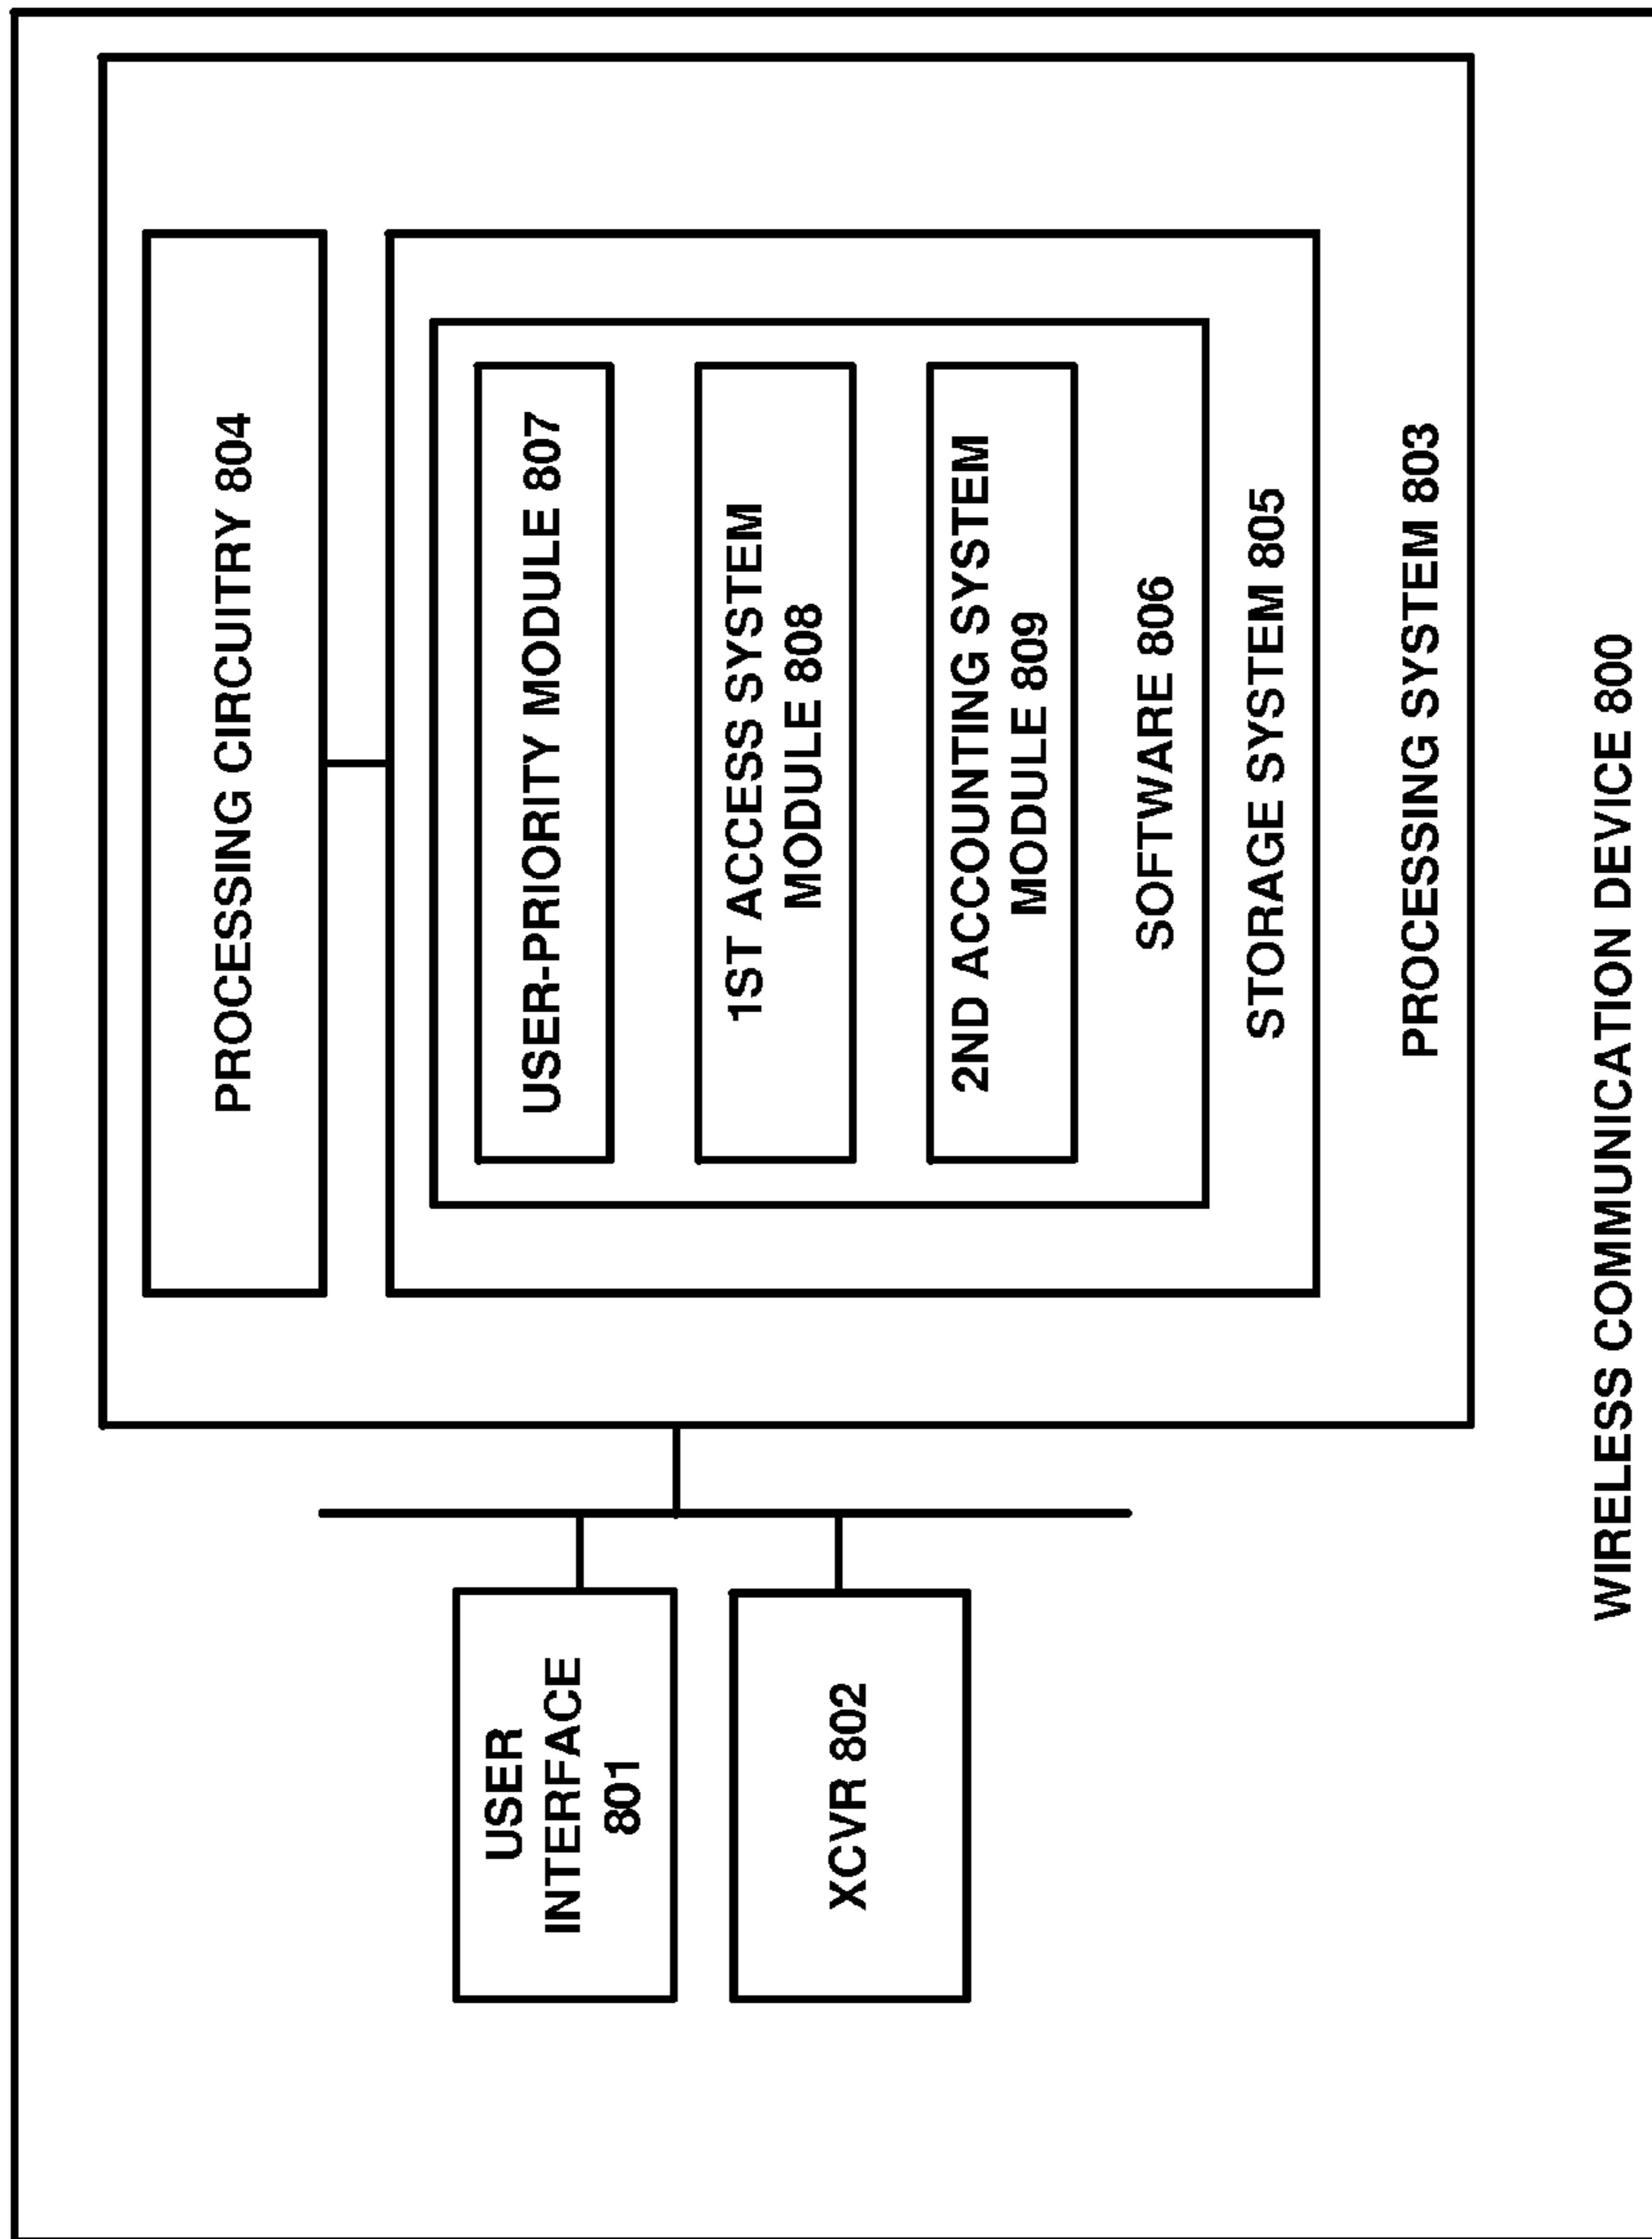 PROCESSING CIRCUITRY 804
USER-PRIORITY MODULE 807
1ST ACCESS SYSTEM
MODULE 808
2ND ACCOUNTING SYSTEM
MODULE 809
SOFTWARE 806
STORAGE SYSTEM 805
PROCESSING SYSTEM 803
USER
INTERFACE
801
XCVR 802
WIRELESS COMMUNICATION DEVICE 800